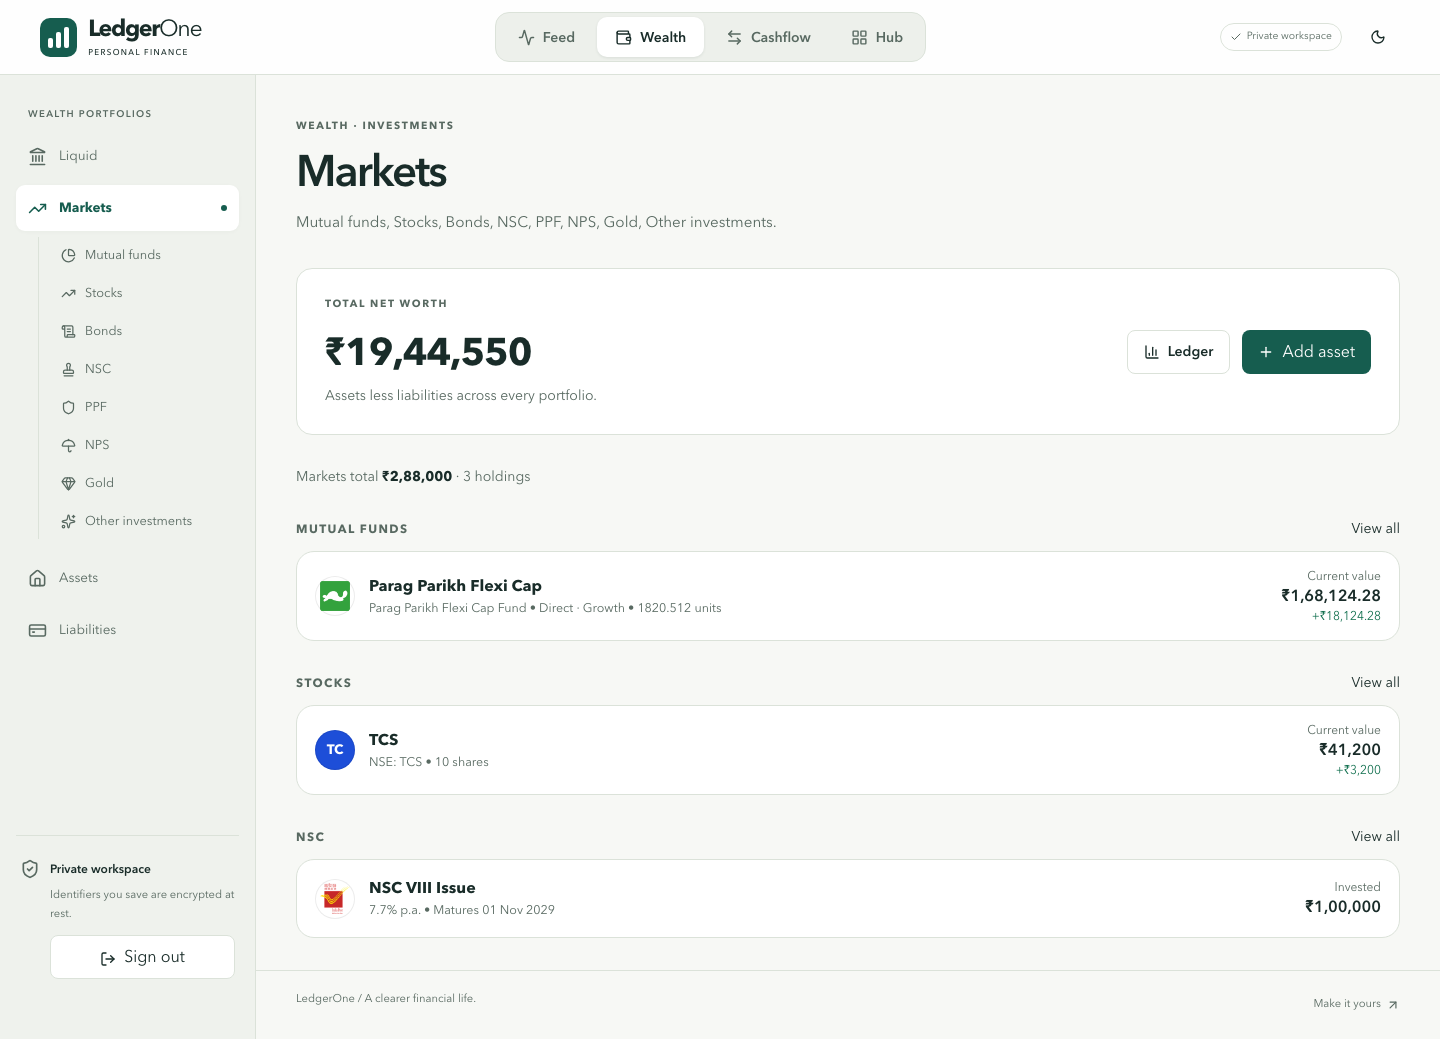 LedgerOne
PERSONAL FINANCE
Feed
Wealth
Cashflow
Hub
Private workspace
WEALTH PORTFOLIOS
Liquid
Markets
Mutual funds
Stocks
Bonds
NSC
PPF
NPS
Gold
Other investments
Assets
Liabilities
Private workspace
Identifiers you save are encrypted at
rest.
Sign out
WEALTH · INVESTMENTS
Markets
Mutual funds, Stocks, Bonds, NSC, PPF, NPS, Gold, Other investments.
TOTAL NET WORTH
₹19,44,550
Assets less liabilities across every portfolio.
Ledger
Add asset
Markets total ₹2,88,000 · 3 holdings
MUTUAL FUNDS
View all
Parag Parikh Flexi Cap
Parag Parikh Flexi Cap Fund • Direct · Growth • 1820.512 units
Current value
₹1,68,124.28
+₹18,124.28
STOCKS
View all
TC
TCS
NSE: TCS • 10 shares
Current value
₹41,200
+₹3,200
NSC
View all
NSC VIII Issue
7.7% p.a. • Matures 01 Nov 2029
Invested
₹1,00,000
LedgerOne / A clearer financial life.
Make it yours